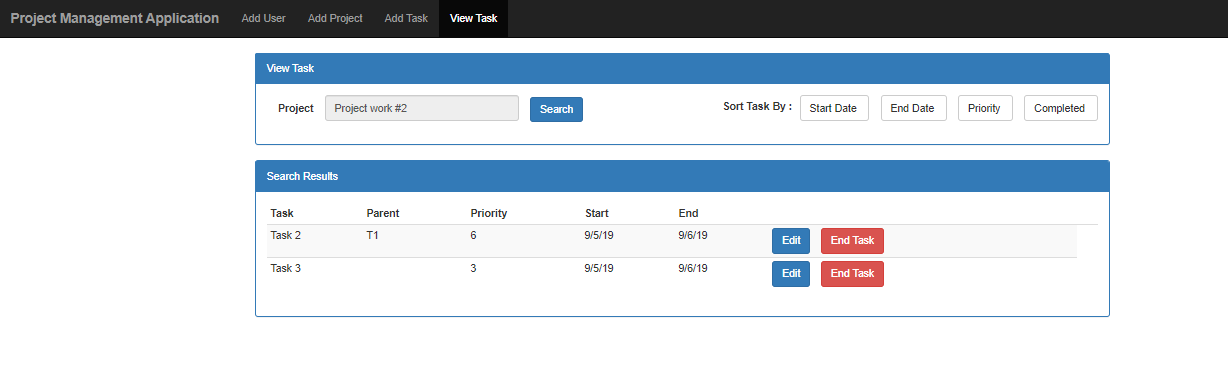 Project Management Application Add User Add Project Add Task View Task
View Task
Project Project work #2 Search Sort Task By : Start Date End Date Priority Completed
Search Results
Task Parent Priority Start End
Task 2 T1 6 9/5/19 9/6/19 Edit End Task
Task 3 3 9/5/19 9/6/19 Edit End Task